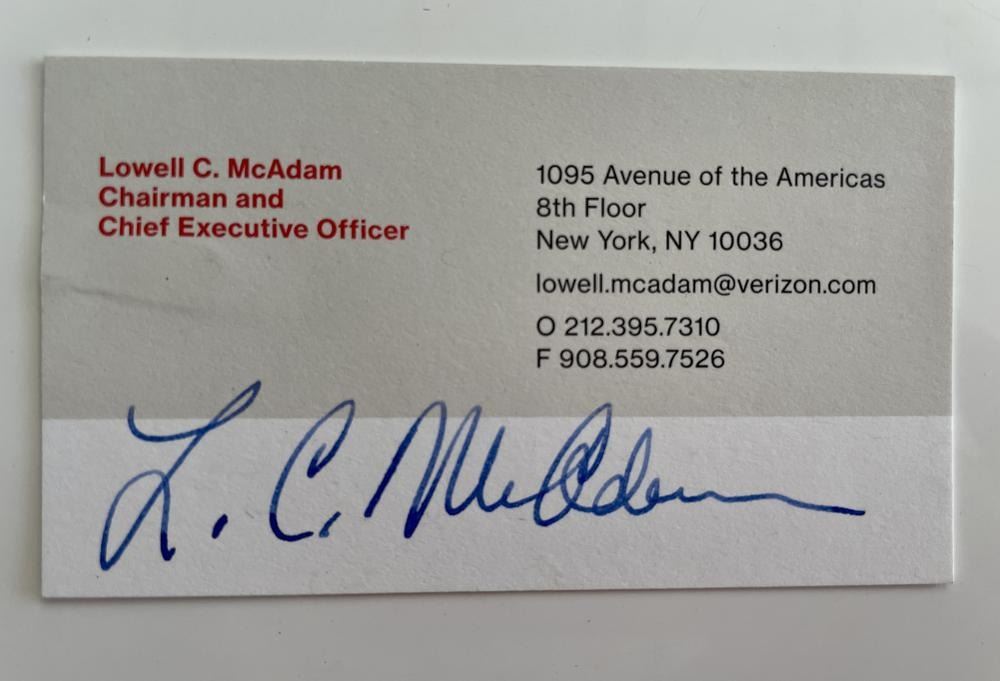 Lowell C. McAdam
Chairman and
Chief Executive Officer
1095 Avenue of the Americas
8th Floor
New York, NY 10036
lowell.mcadam@verizon.com
O 212.395.7310
F 908.559.7526
L. C. McAdam